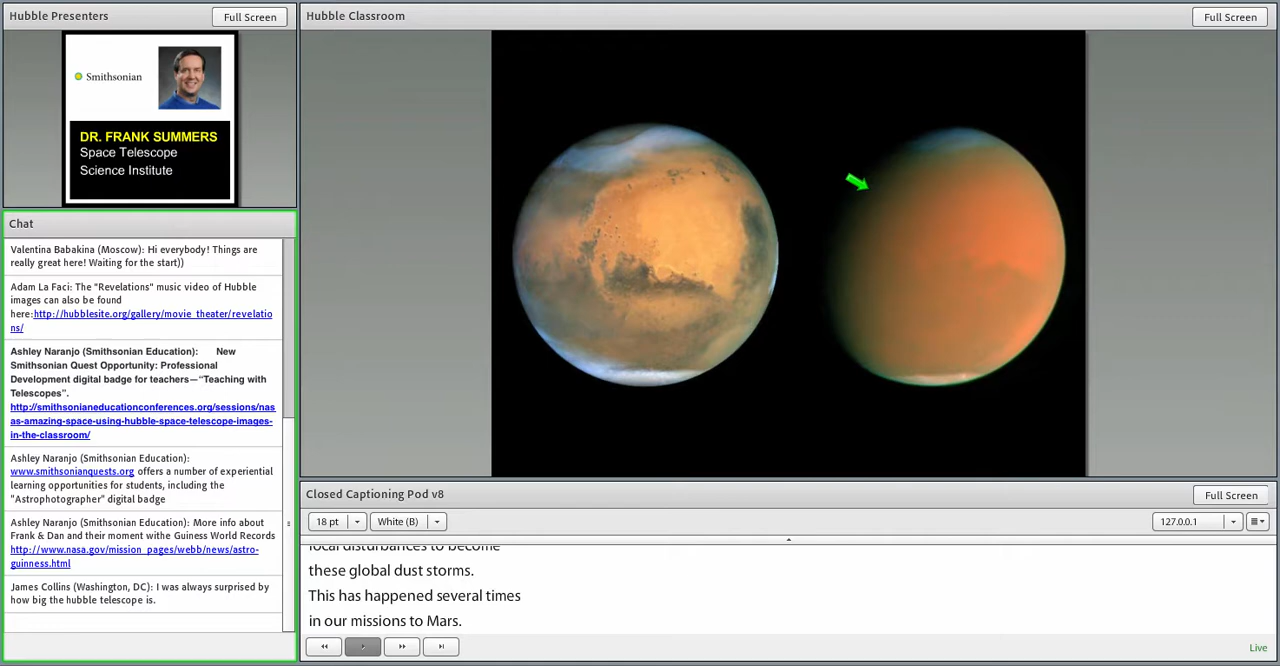 Hubble Presenters
Full Screen
Smithsonian
DR. FRANK SUMMERS
Space Telescope
Science Institute
Chat
Valentina Babakina (Moscow): Hi everybody! Things are
really great here! Waiting for the start))
Adam La Faci: The "Revelations" music video of Hubble
images can also be found
here:http://hubblesite.org/gallery/movie_theater/revelatio
ns/
Ashley Naranjo (Smithsonian Education): New
Smithsonian Quest Opportunity: Professional
Development digital badge for teachers—“Teaching with
Telescopes”.
http://smithsonianeducationconferences.org/sessions/nas
as-amazing-space-using-hubble-space-telescope-images-
in-the-classroom/
Ashley Naranjo (Smithsonian Education):
www.smithsonianquests.org offers a number of experiential
learning opportunities for students, including the
"Astrophotographer" digital badge
Ashley Naranjo (Smithsonian Education): More info about
Frank & Dan and their moment withe Guiness World Records
http://www.nasa.gov/mission_pages/webb/news/astro-
guinness.html
James Collins (Washington, DC): I was always surprised by
how big the hubble telescope is.
Hubble Classroom
Full Screen
Closed Captioning Pod v8
Full Screen
18 pt
White (B)
127.0.0.1
local disturbances to become
these global dust storms.
This has happened several times
in our missions to Mars.
Live